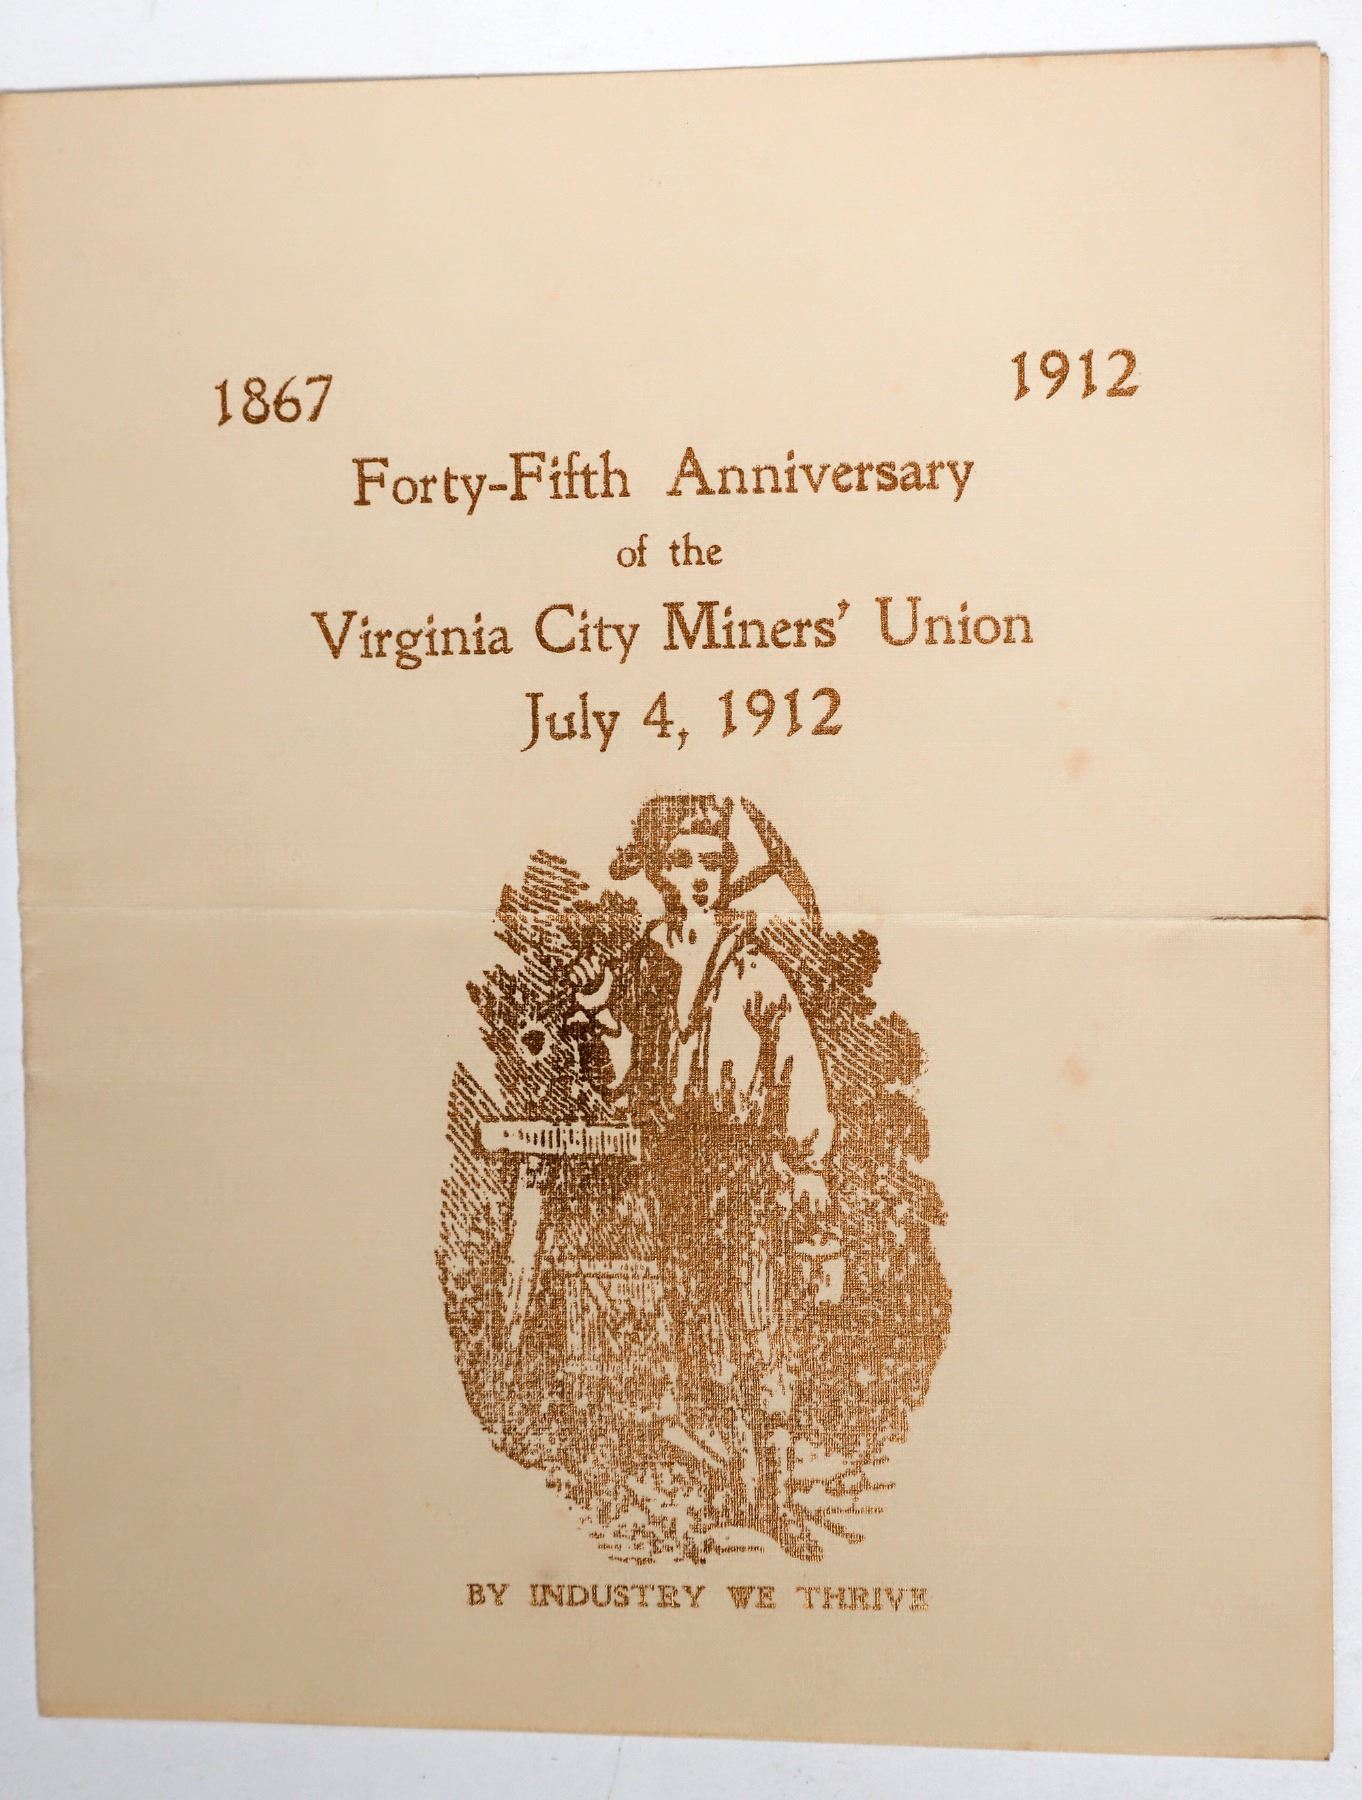 1867 1912
Forty-Fifth Anniversary
of the
Virginia City Miners' Union
July 4, 1912
BY INDUSTRY WE THRIVE